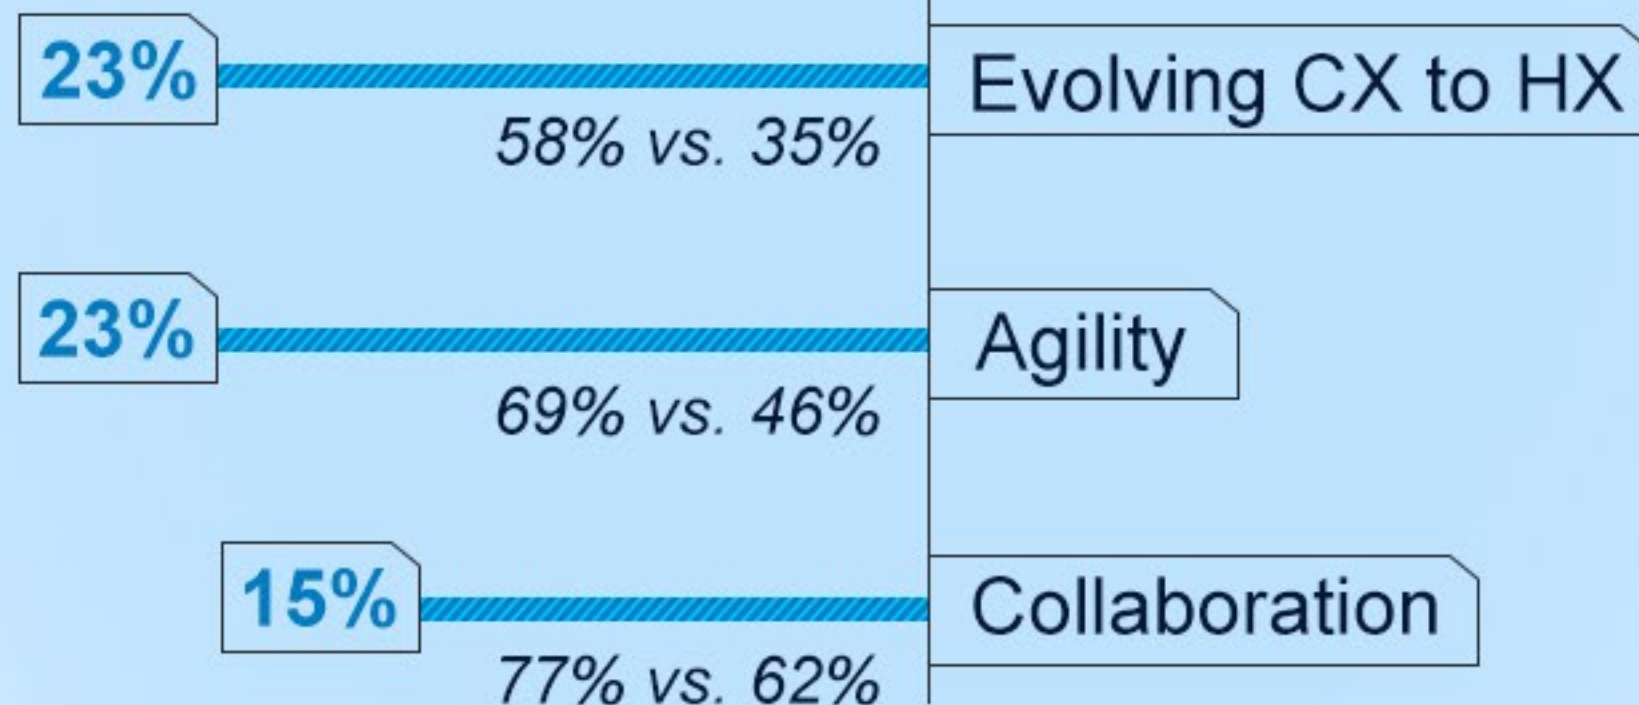 23% Evolving CX to HX
58% vs. 35%
23% Agility
69% vs. 46%
15% Collaboration
77% vs. 62%